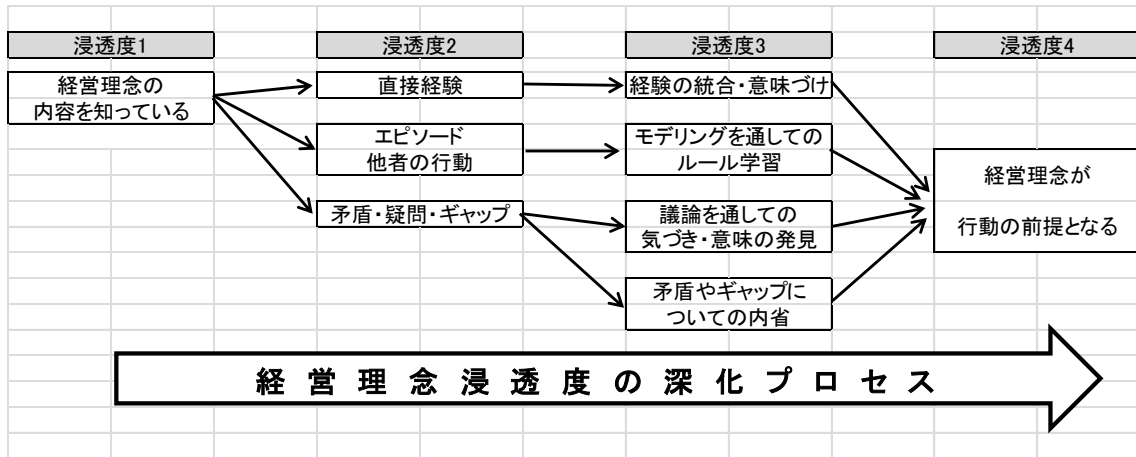 浸透度1
浸透度2
浸透度3
浸透度4
経営理念の
内容を知っている
直接経験
経験の統合・意味づけ
エピソード
他者の行動
モデリングを通しての
ルール学習
経営理念が
行動の前提となる
矛盾・疑問・ギャップ
議論を通しての
気づき・意味の発見
矛盾やギャップに
ついての内省
経営理念浸透度の深化プロセス